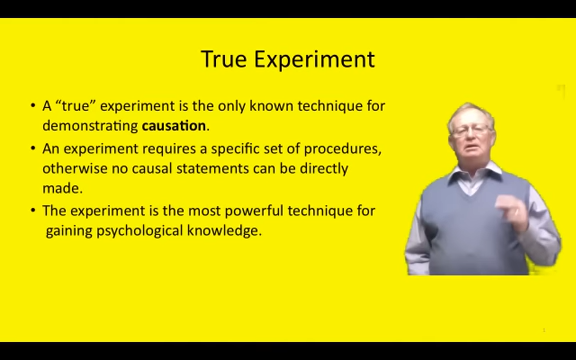 True Experiment
• A “true” experiment is the only known technique for
demonstrating causation.
• An experiment requires a specific set of procedures,
otherwise no causal statements can be directly
made.
• The experiment is the most powerful technique for
gaining psychological knowledge.